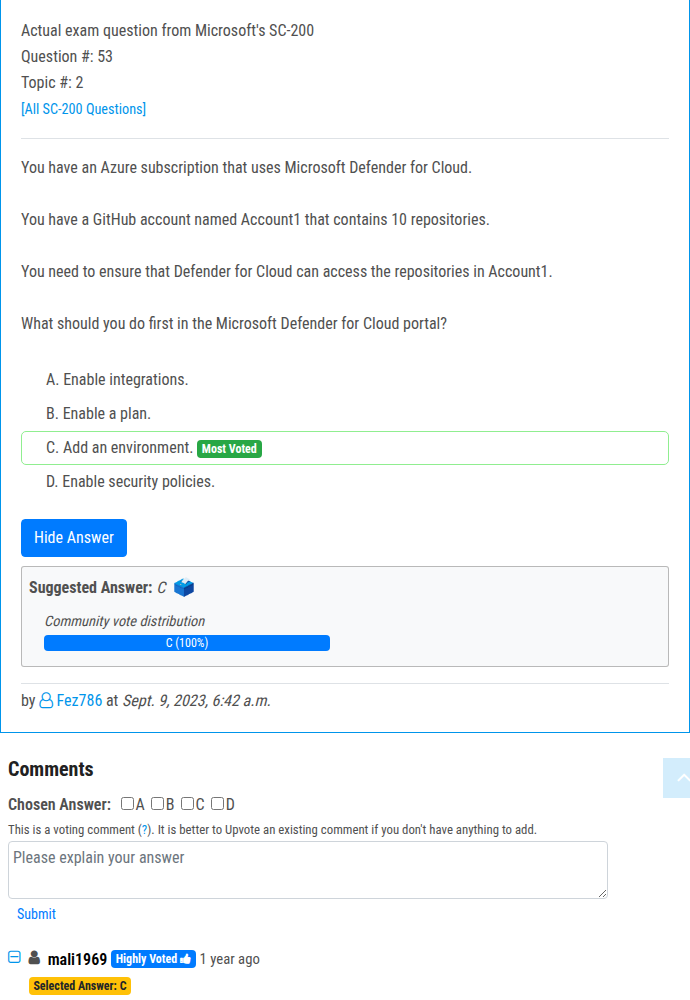 Actual exam question from Microsoft's SC-200
Question #: 53
Topic #: 2
[All SC-200 Questions]
You have an Azure subscription that uses Microsoft Defender for Cloud.
You have a GitHub account named Account1 that contains 10 repositories.
You need to ensure that Defender for Cloud can access the repositories in Account1.
What should you do first in the Microsoft Defender for Cloud portal?
A. Enable integrations.
B. Enable a plan.
C. Add an environment. Most Voted
D. Enable security policies.
Hide Answer
Suggested Answer: C
Community vote distribution
C (100%)
by Fez786 at Sept. 9, 2023, 6:42 a.m.
Comments
Chosen Answer: A B C D
This is a voting comment (?). It is better to Upvote an existing comment if you don't have anything to add.
Please explain your answer
Submit
mali1969 Highly Voted 1 year ago
Selected Answer: C